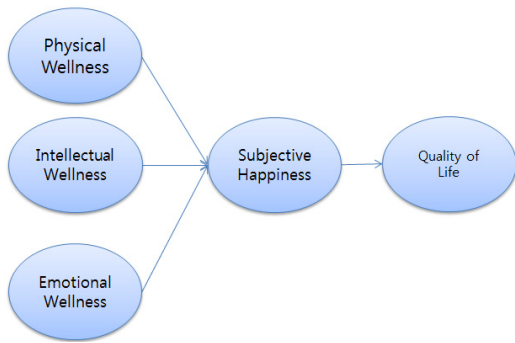 Physical
Wellness
Intellectual
Wellness
Subjective
Happiness
Quality of
Life
Emotional
Wellness